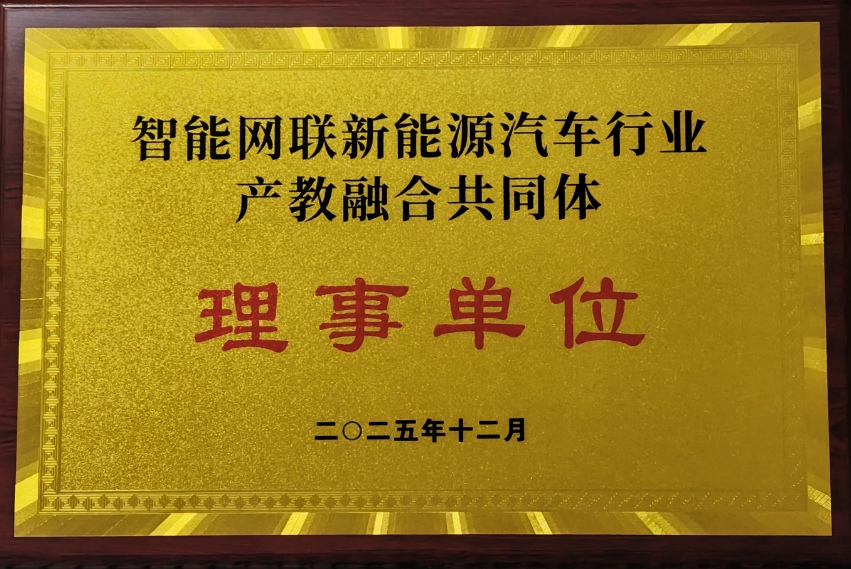 智能网联新能源汽车行业
产教融合共同体
理事单位
二〇二五年十二月